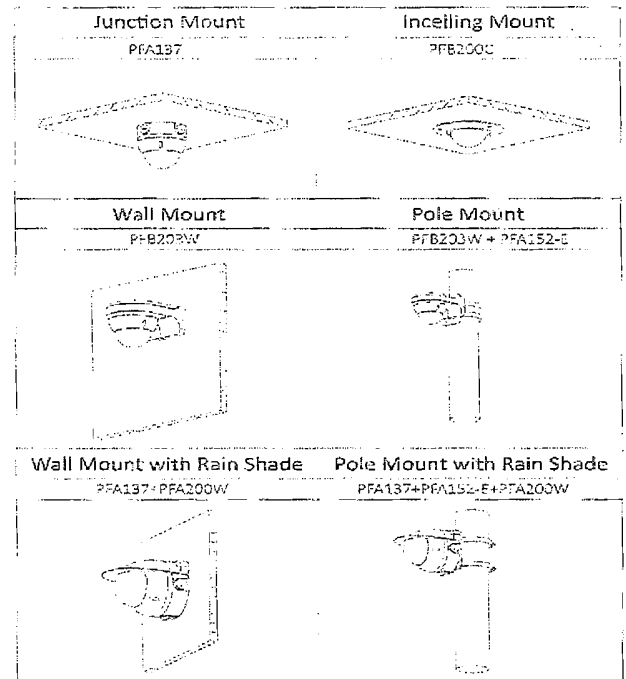 Junction Mount Inceiling Mount
PFA137 PFB200C
Wall Mount Pole Mount
PFB203W PFB203W + PFA152-E
Wall Mount with Rain Shade Pole Mount with Rain Shade
PFA137+PFA200W PFA137+PFA152-E+PFA200W